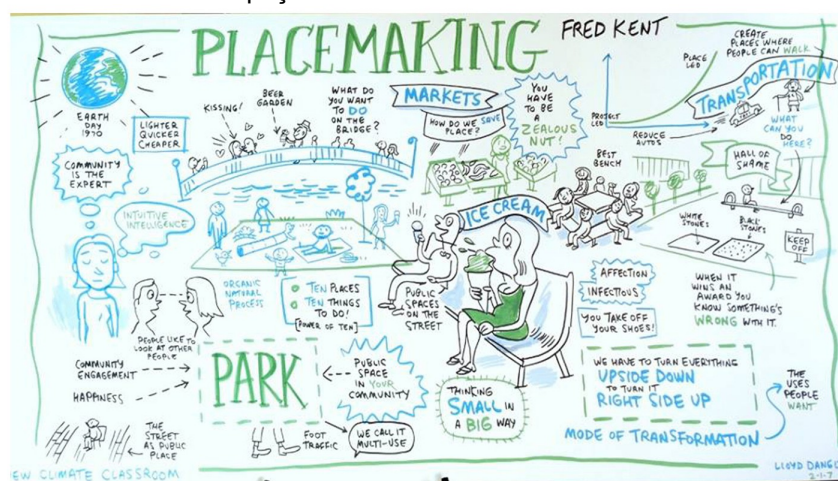 PLACEMAKING
FRED KENT
EARTH
DAY
1970
LIGHTER
QUICKER
CHEAPER
KISSING!
BEER
GARDEN
WHAT DO
YOU WANT
TO DO
ON THE
BRIDGE?
MARKETS
HOW DO WE SAVE
PLACE?
YOU
HAVE
TO BE
A
ZEALOUS
NUT!
PLACE
LED
PROJECT
LED
CREATE
PLACES WHERE
PEOPLE CAN WALK
TRANSPORTATION
REDUCE
AUTOS
WHAT
CAN YOU
DO
HERE?
COMMUNITY
IS THE
EXPERT
INTUITIVE
INTELLIGENCE
ICE CREAM
BEST
BENCH
HALL OF
SHAME
WHITE
STONES
BLACK
STONES
KEEP
OFF
ORGANIC
NATURAL
PROCESS
TEN PLACES
TEN THINGS
TO DO!
[POWER OF TEN]
PUBLIC
SPACES
ON THE
STREET
AFFECTION
INFECTIOUS
YOU TAKE OFF
YOUR SHOES!
WHEN IT
WINS AN
AWARD YOU
KNOW SOMETHING'S
WRONG WITH IT.
PEOPLE LIKE TO
LOOK AT OTHER
PEOPLE
COMMUNITY
ENGAGEMENT
HAPPINESS
PARK
PUBLIC
SPACE
IN YOUR
COMMUNITY
THINKING
SMALL IN
A BIG WAY
WE HAVE TO TURN EVERYTHING
UPSIDE DOWN
TO TURN IT
RIGHT SIDE UP
THE
USES
PEOPLE
WANT
MODE OF TRANSFORMATION
THE
STREET
AS PUBLIC
PLACE
FOOT
TRAFFIC
WE CALL IT
MULTI-USE
EW CLIMATE CLASSROOM
LLOYD DANG
2-1-7